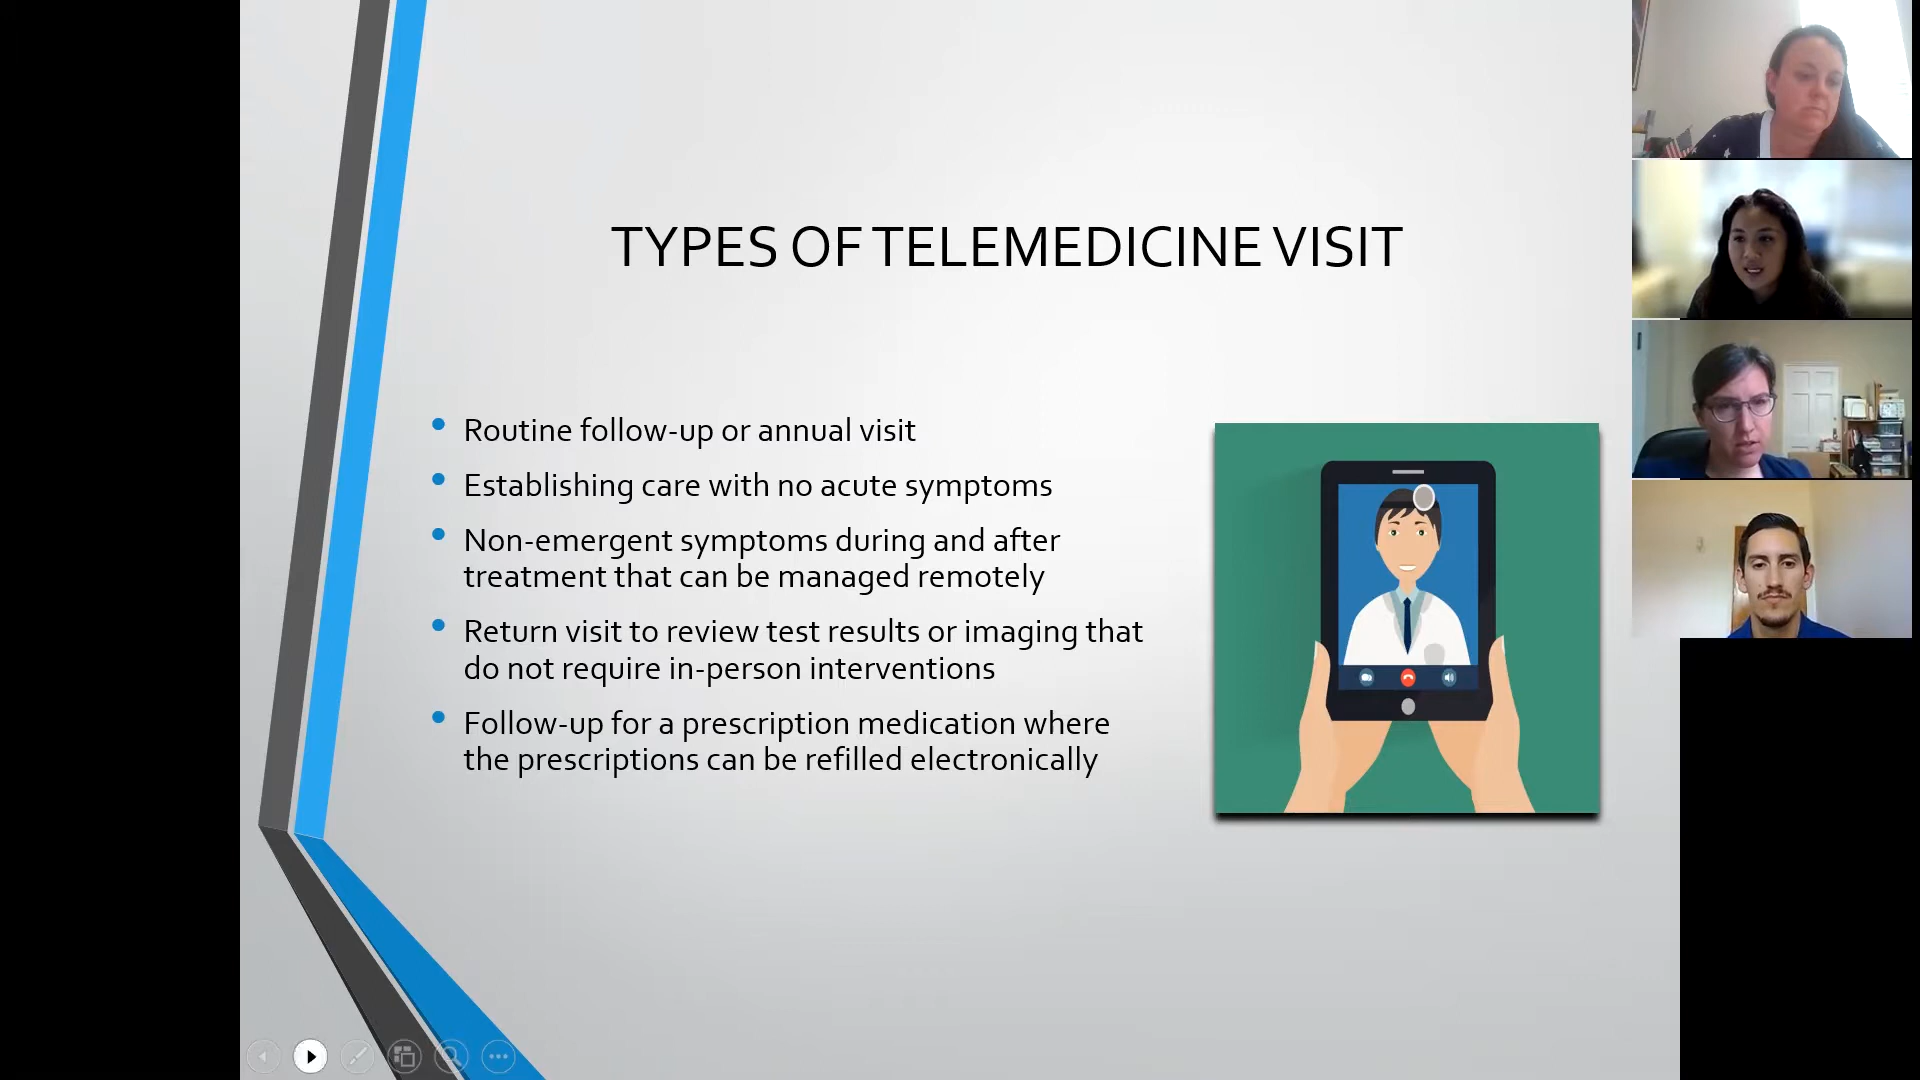 TYPES OF TELEMEDICINE VISIT
Routine follow-up or annual visit
Establishing care with no acute symptoms
Non-emergent symptoms during and after
treatment that can be managed remotely
Return visit to review test results or imaging that
do not require in-person interventions
Follow-up for a prescription medication where
the prescriptions can be refilled electronically